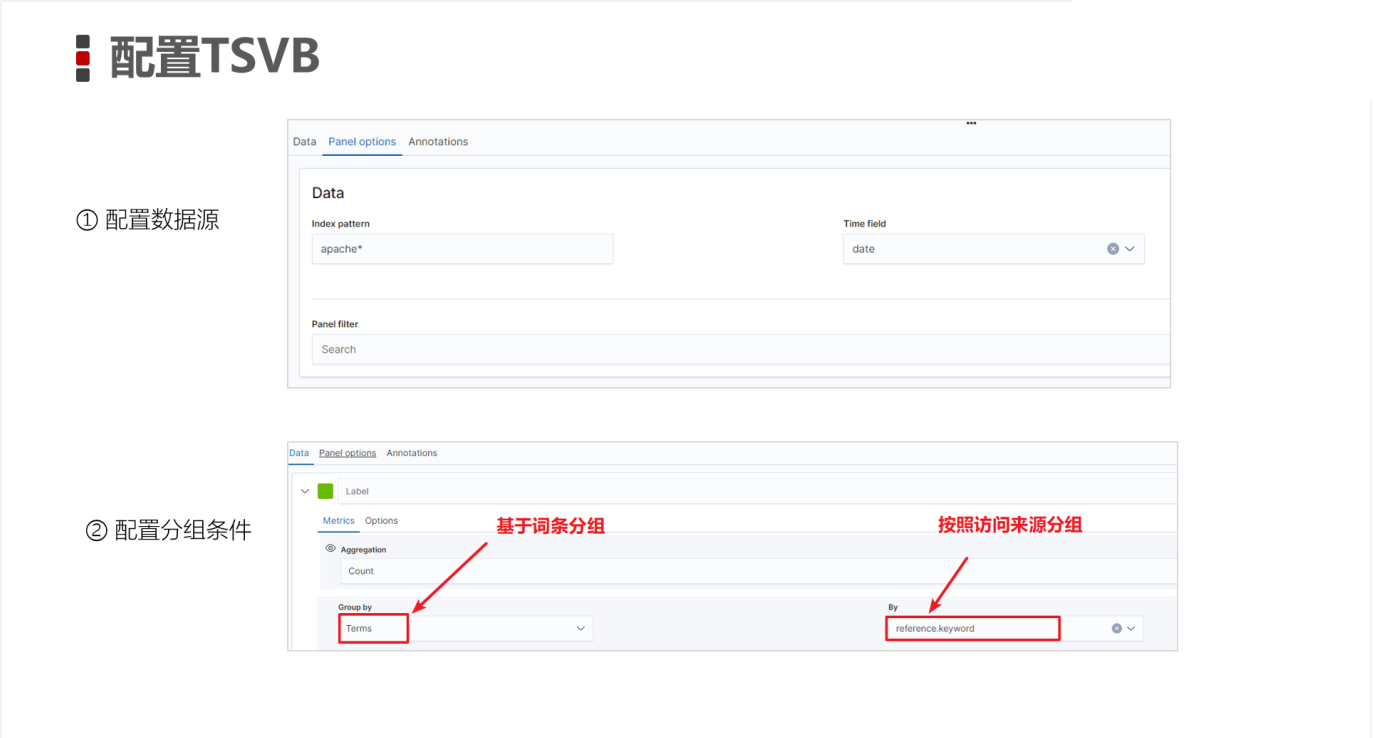 配置TSVB
Data Panel options Annotations
Data
① 配置数据源
Index pattern Time field
apache* date
Panel filter
Search
Data Panel options Annotations
Label
Metrics Options
基于词条分组 按照访问来源分组
② 配置分组条件
Aggregation
Count
Group by By
Terms reference.keyword